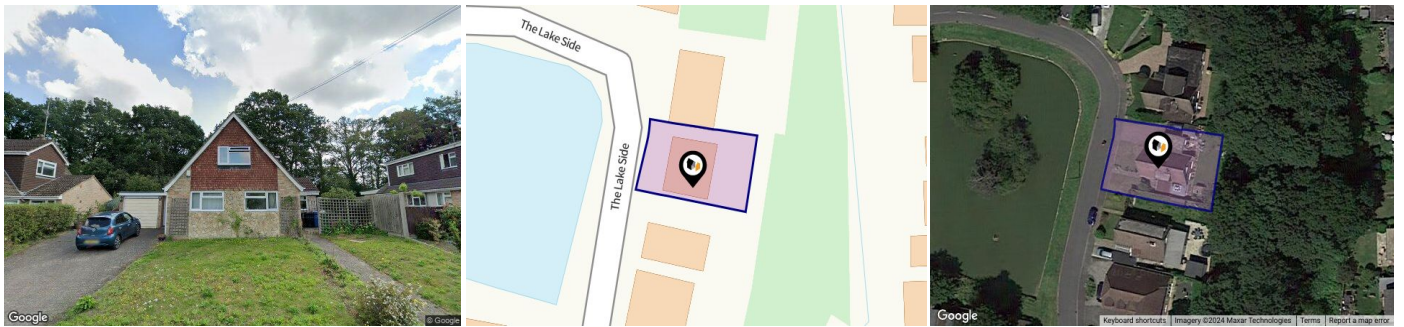 Google
© Google
The Lake Side
The Lake Side
Google
Keyboard shortcuts
Imagery ©2024 Maxar Technologies
Terms
Report a map error